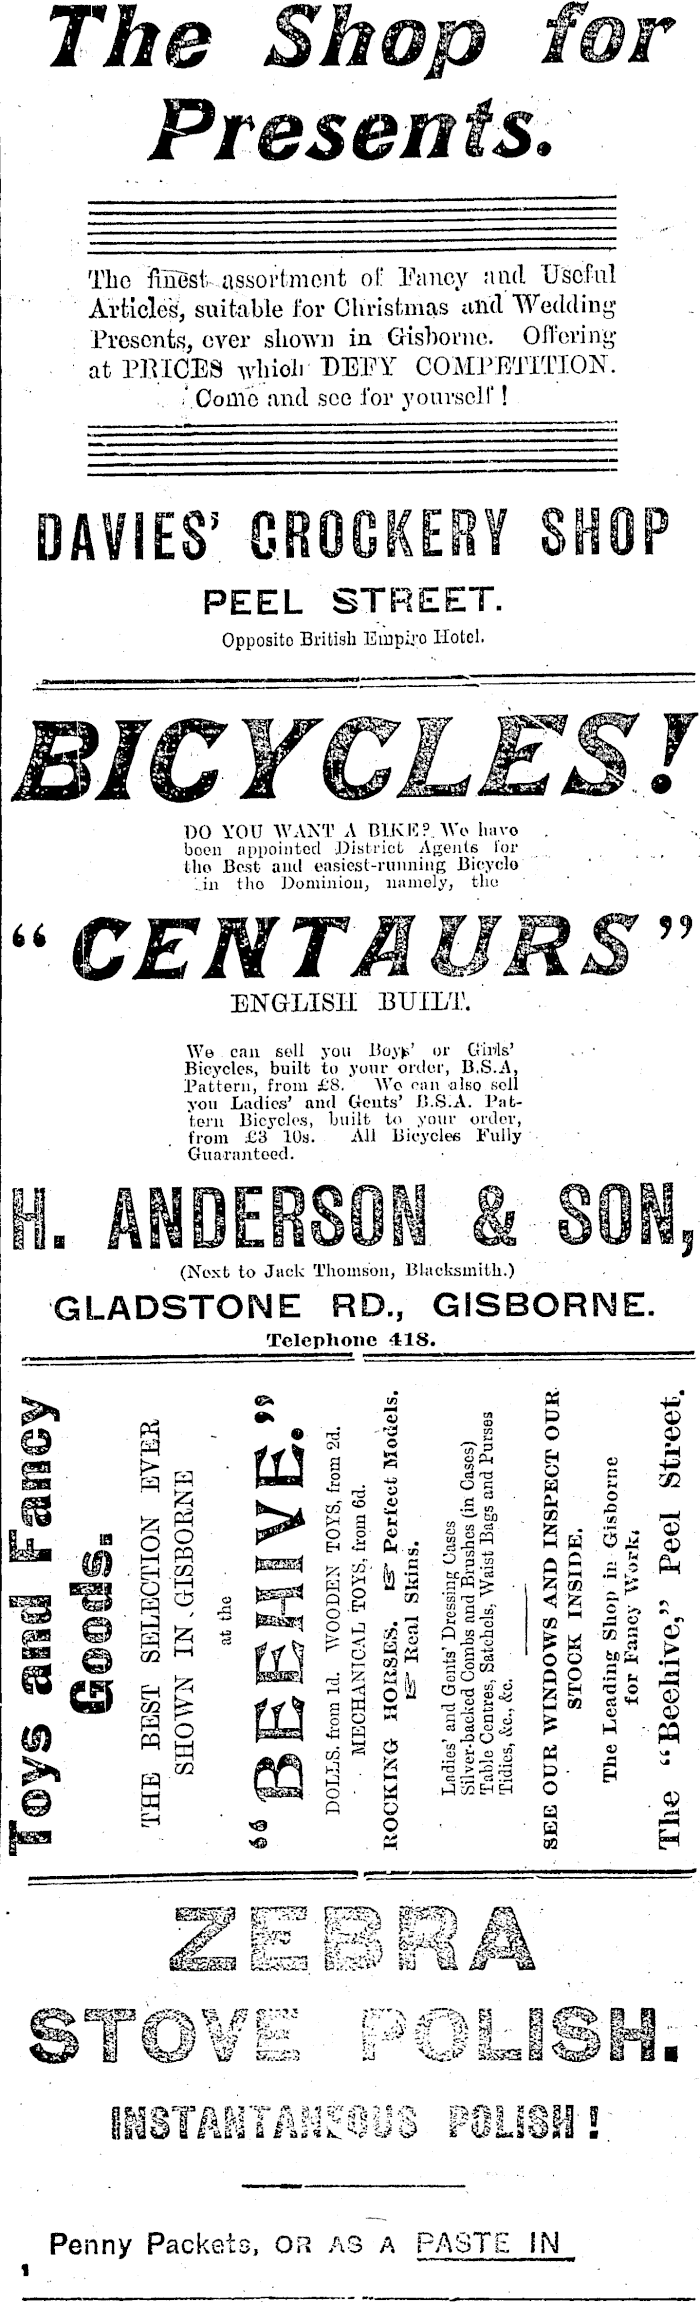 The Shop for
Presents.
The finest assortment of Fancy and Useful
Articles, suitable for Christmas and Wedding
Presents, ever shown in Gisborne. Offering
at PRICES which DEFY COMPETITION.
Come and see for yourself!
DAVIES' CROCKERY SHOP
PEEL STREET.
Opposite British Empire Hotel.
BICYCLES!
DO YOU WANT A BIKE? We have
been appointed District Agents for
the Best and easiest-running Bicycle
in the Dominion, namely, the
"CENTAURS"
ENGLISH BUILT.
We can sell you Boys' or Girls'
Bicycles, built to your order, B.S.A,
Pattern, from £8. We can also sell
you Ladies' and Gents' B.S.A. Pat-
tern Bicycles, built to your order,
from £3 10s. All Bicycles Fully
Guaranteed.
H. ANDERSON & SON,
(Next to Jack Thomson, Blacksmith.)
GLADSTONE RD., GISBORNE.
Telephone 418.
Toys and Fancy
Goods.
THE BEST SELECTION EVER
SHOWN IN GISBORNE
at the
"BEEHIVE."
DOLLS, from 1d. WOODEN TOYS, from 2d.
MECHANICAL TOYS, from 6d.
ROCKING HORSES. ☞ Perfect Models.
☞ Real Skins.
Ladies' and Gents' Dressing Cases
Silver-backed Combs and Brushes (in Cases)
Table Centres, Satchels, Waist Bags and Purses
Tidies, &c., &c.
SEE OUR WINDOWS AND INSPECT OUR
STOCK INSIDE.
The Leading Shop in Gisborne
for Fancy Work.
The "Beehive," Peel Street.
ZEBRA
STOVE POLISH.
INSTANTANEOUS POLISH!
Penny Packets, OR AS A PASTE IN
1